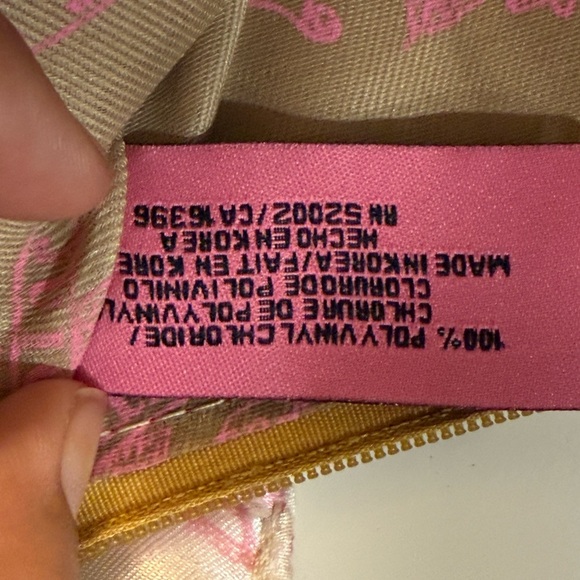 100% POLYVINYL CHLORIDE/
CHLORURE DE POLYVINYL
CLORURO DE POLIVINILO
MADE IN KOREA/FAIT EN KORE
HECHO EN KOREA
RN 52002/CA 16396